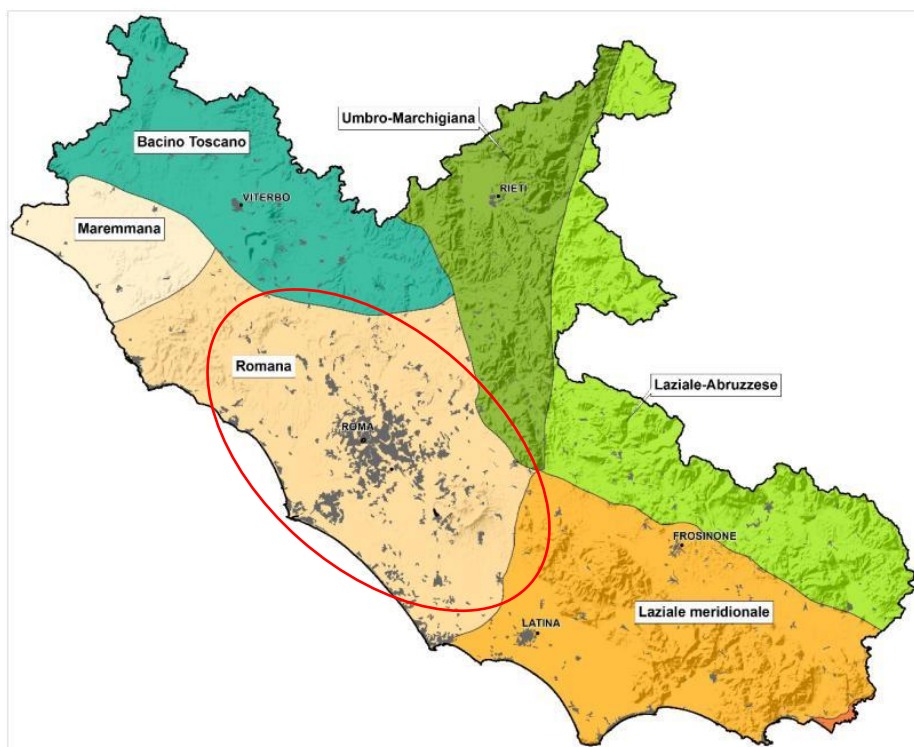 Umbro-Marchigiana
Bacino Toscano
VITERBO
RIETI
Maremmana
Romana
Laziale-Abruzzese
ROMA
FROSINONE
Laziale meridionale
LATINA